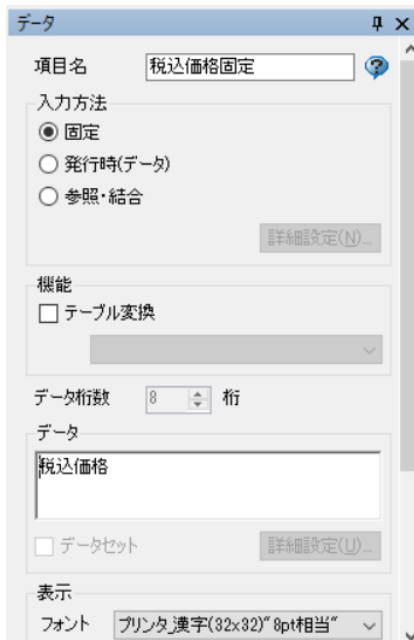 データ
項目名 税込価格固定
入力方法
固定
発行時(データ)
参照・結合
詳細設定(N)...
機能
テーブル変換
データ桁数 8 桁
データ
税込価格
データセット 詳細設定(U)...
表示
フォント プリンタ_漢字(32x32)"8pt相当"